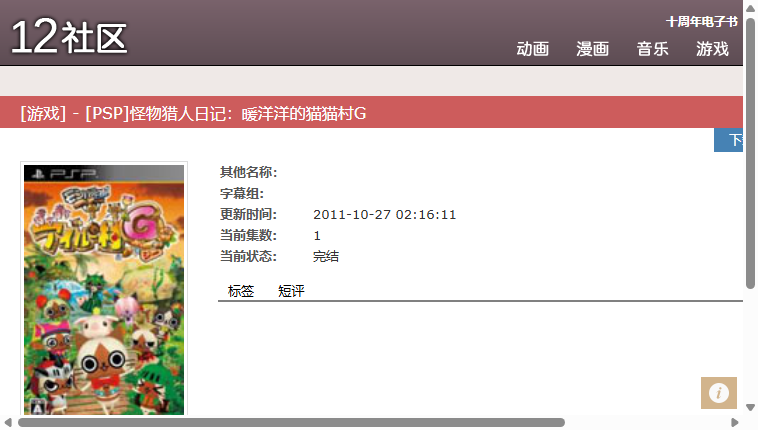 12社区
十周年电子书
动画 漫画 音乐 游戏
[游戏] - [PSP]怪物猎人日记：暖洋洋的猫猫村G
其他名称:
字幕组:
更新时间: 2011-10-27 02:16:11
当前集数: 1
当前状态: 完结
标签 短评
PSP
アイルー村
G
A
i